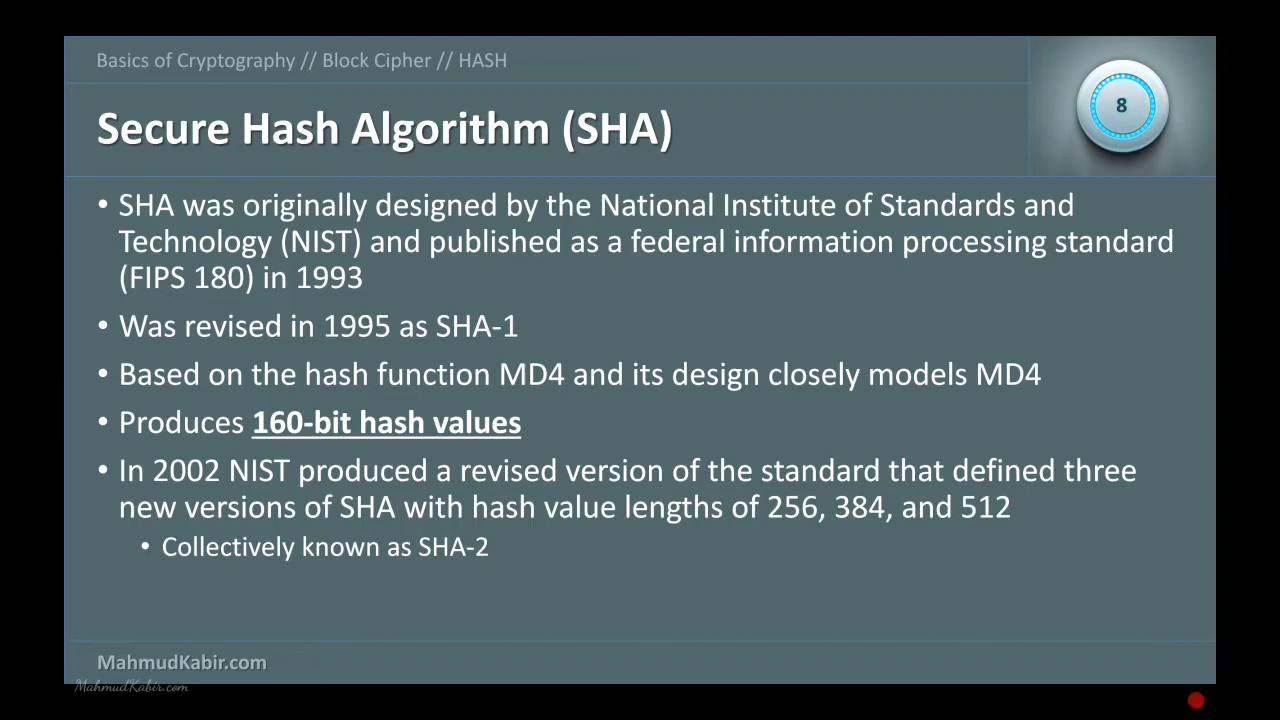 Basics of Cryptography // Block Cipher // HASH
8
Secure Hash Algorithm (SHA)
• SHA was originally designed by the National Institute of Standards and
Technology (NIST) and published as a federal information processing standard
(FIPS 180) in 1993
• Was revised in 1995 as SHA-1
• Based on the hash function MD4 and its design closely models MD4
• Produces 160-bit hash values
• In 2002 NIST produced a revised version of the standard that defined three
new versions of SHA with hash value lengths of 256, 384, and 512
• Collectively known as SHA-2
MahmudKabir.com
MahmudKabir.com